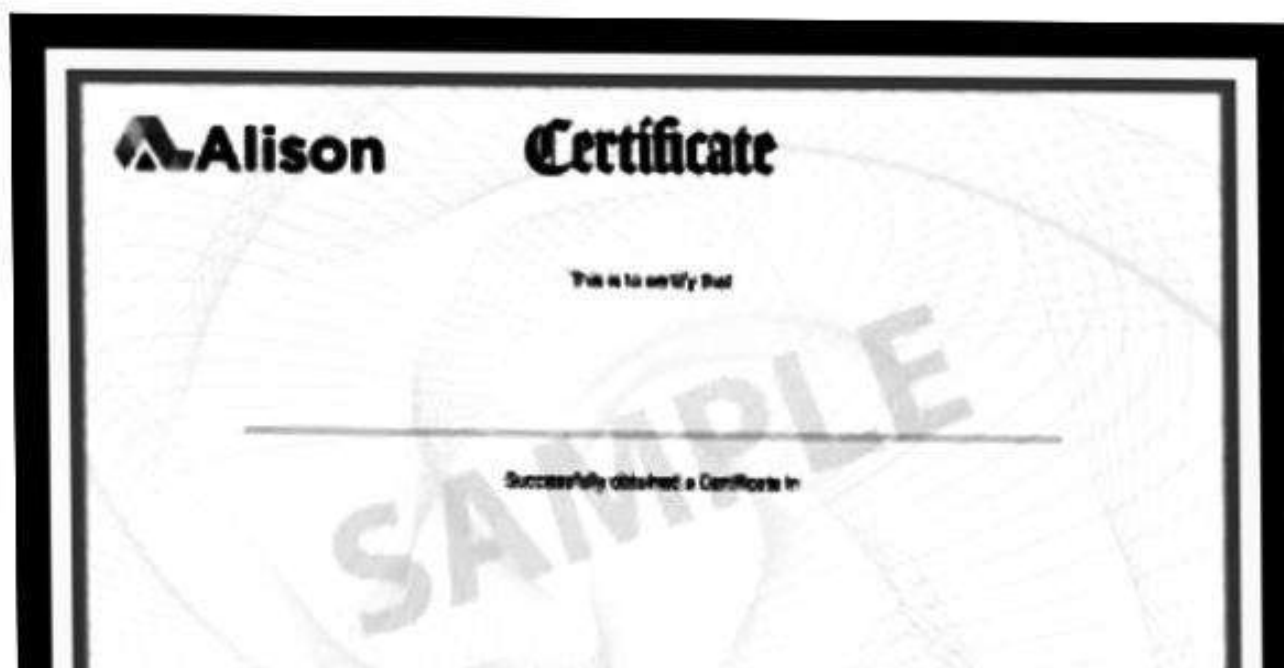 Alison
Certificate
This is to certify that
SAMPLE
Successfully obtained a Certificate in